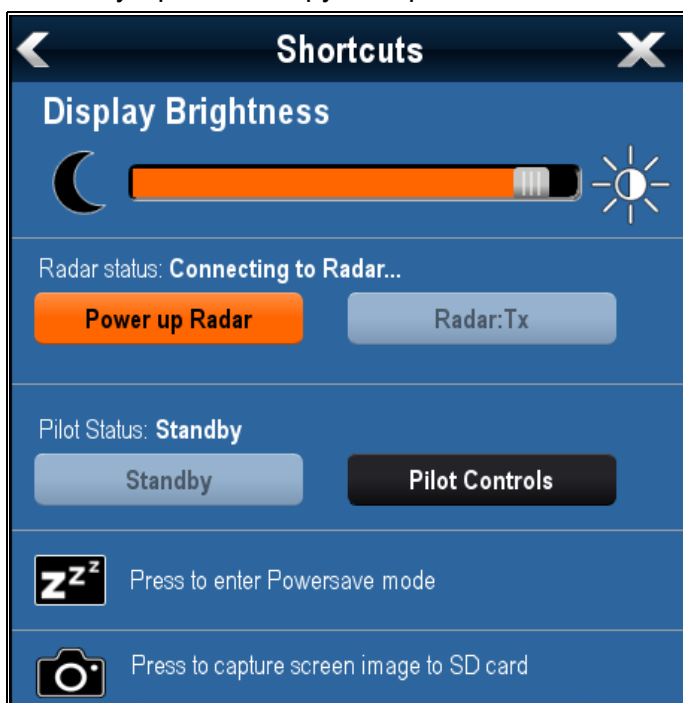 Shortcuts
Display Brightness
Radar status: Connecting to Radar...
Power up Radar
Radar:Tx
Pilot Status: Standby
Standby
Pilot Controls
zzz
Press to enter Powersave mode
Press to capture screen image to SD card